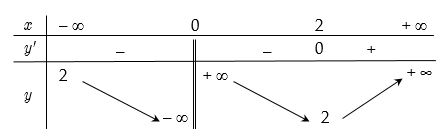 x − ∞ 0 2 + ∞
y′ − − 0 +
2 + ∞ + ∞
y
− ∞ 2